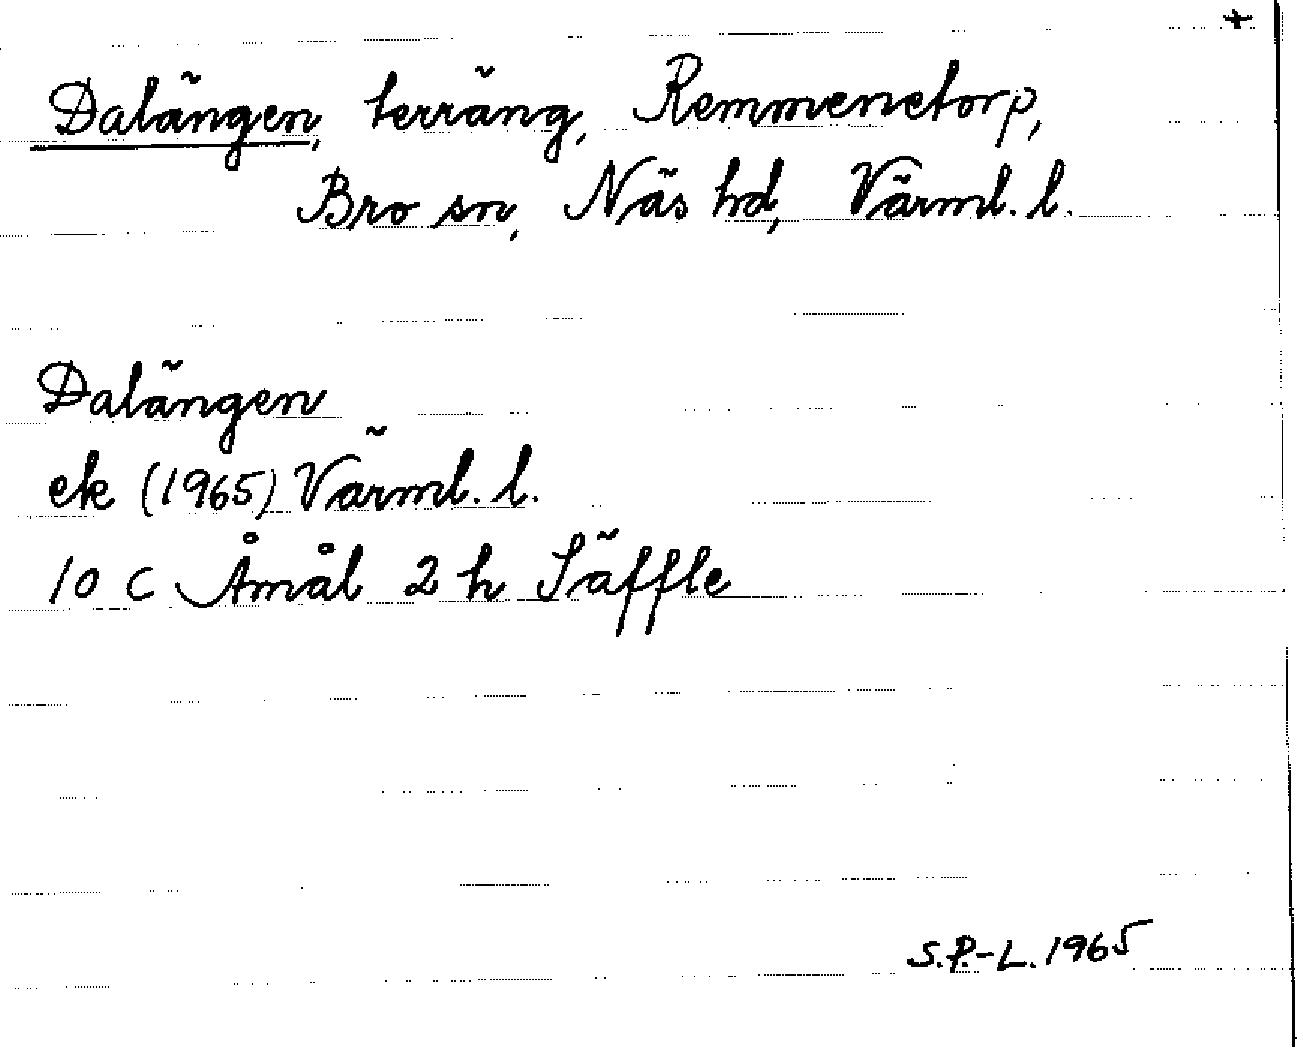 +
Dalängen, terräng, Remmenetorp,
Bro sn, Näs hd, Värml. l.
Dalängen
ek (1965) Värml. l.
10 C Åmål 2 h Säffle
S.P.-L. 1965